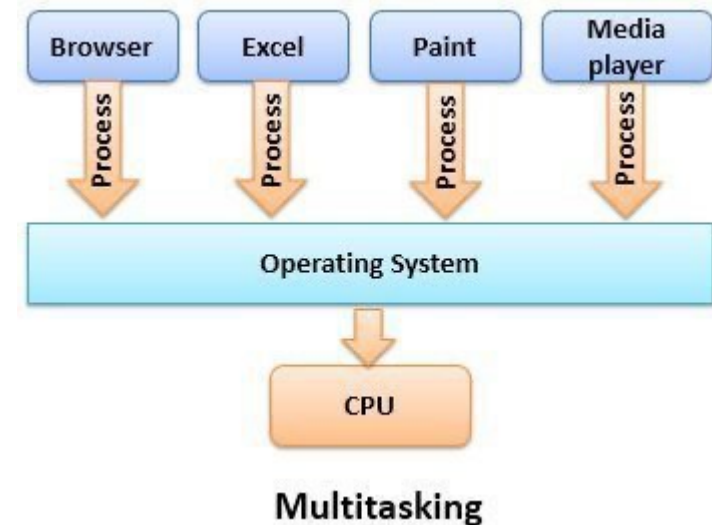 Browser
Excel
Paint
Media
player
Process
Process
Process
Process
Operating System
CPU
Multitasking